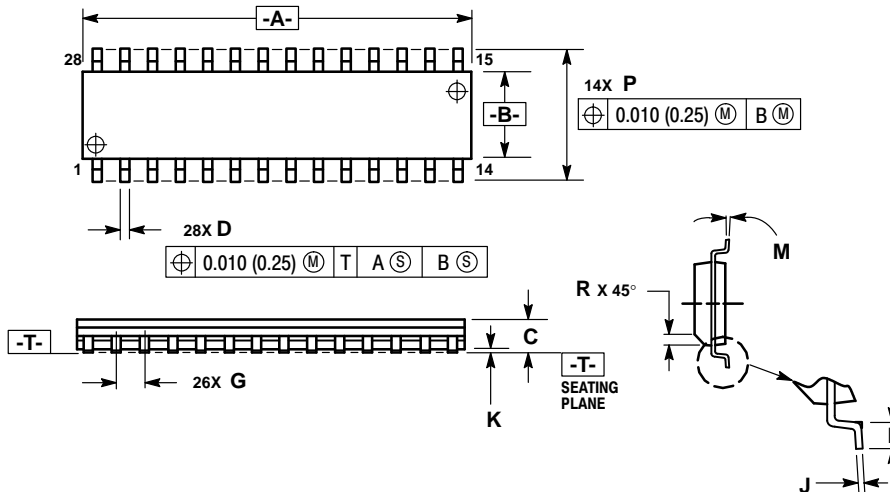 -A-
28
15
-B-
14X P
⌖ 0.010 (0.25) Ⓜ B Ⓜ
1
14
28X D
⌖ 0.010 (0.25) Ⓜ T A Ⓢ B Ⓢ
M
R X 45°
-T-
C
26X G
K
-T-
SEATING
PLANE
J